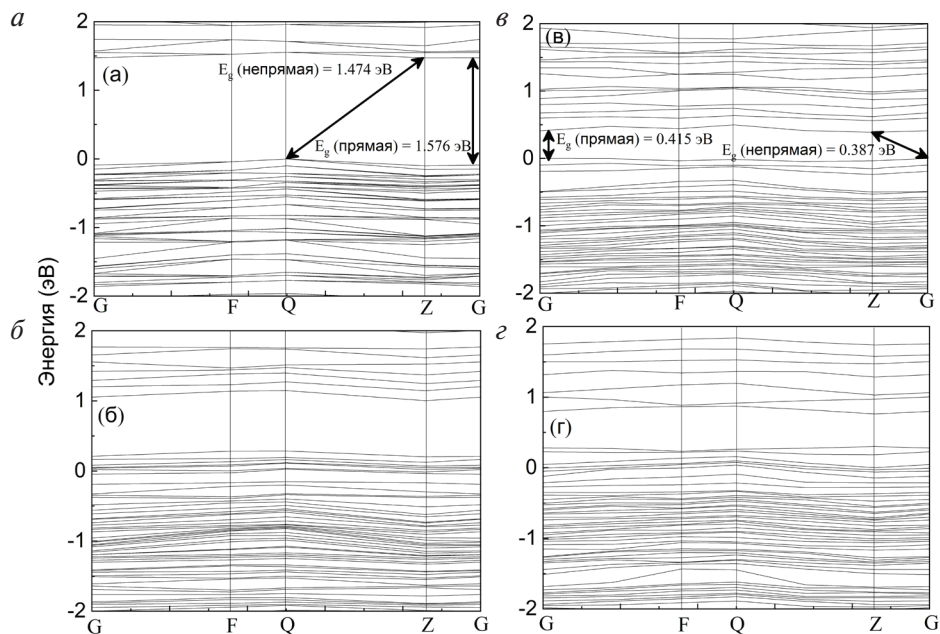 а
2
(а)
E_g (непрямая) = 1.474 эВ
E_g (прямая) = 1.576 эВ
1
0
-1
-2
G F Q Z G
в
2
(в)
E_g (прямая) = 0.415 эВ
E_g (непрямая) = 0.387 эВ
1
0
-1
-2
G F Q Z G
Энергия (эВ)
б
2
1
(б)
0
-1
-2
G F Q Z G
г
2
1
(г)
0
-1
-2
G F Q Z G